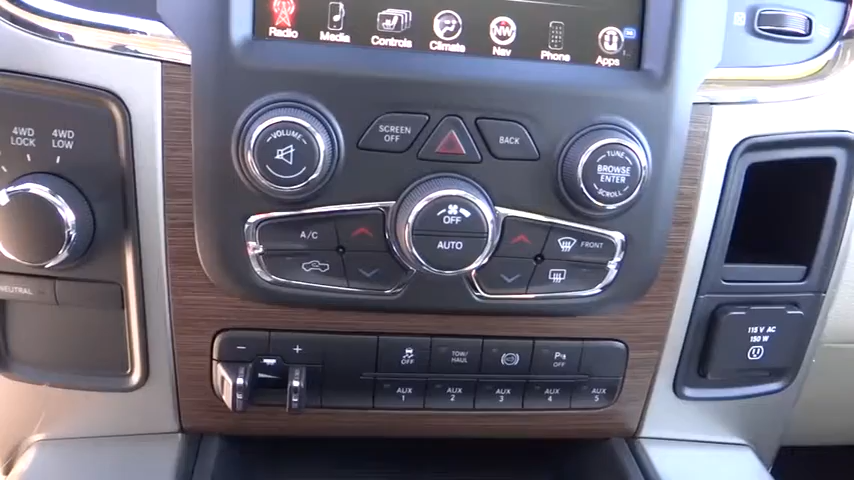 Radio
Media
Controls
Climate
NW
Nav
Phone
Apps
4WD
LOCK
4WD
LOW
NEUTRAL
VOLUME
SCREEN
OFF
BACK
TUNE
BROWSE
ENTER
SCROLL
OFF
AUTO
A/C
FRONT
REAR
OFF
TOW/
HAUL
P
OFF
AUX
1
AUX
2
AUX
3
AUX
4
AUX
5
115 V AC
150 W